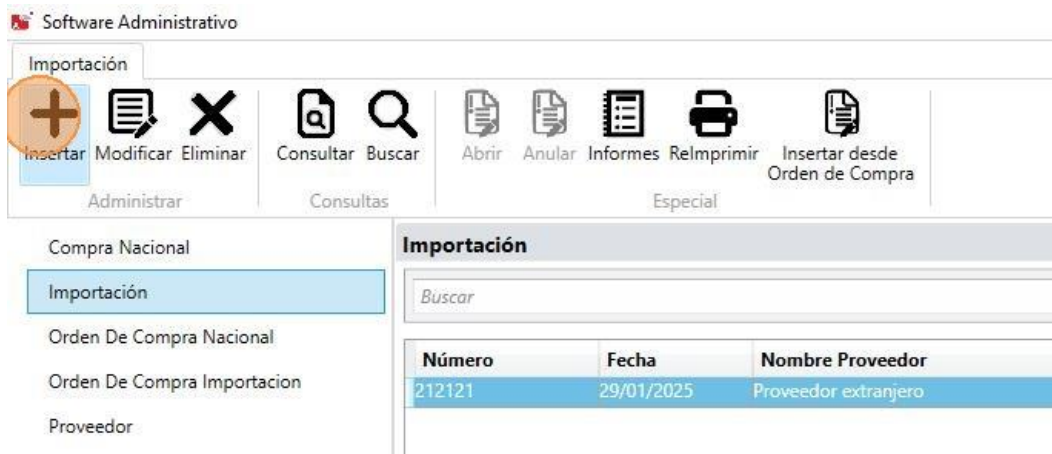 Software Administrativo
Importación
Insertar Modificar Eliminar Consultar Buscar Abrir Anular Informes ReImprimir Insertar desde
Orden de Compra
Administrar Consultas Especial
Compra Nacional
Importación
Orden De Compra Nacional
Orden De Compra Importacion
Proveedor
Importación
Buscar
Número Fecha Nombre Proveedor
212121 29/01/2025 Proveedor extranjero